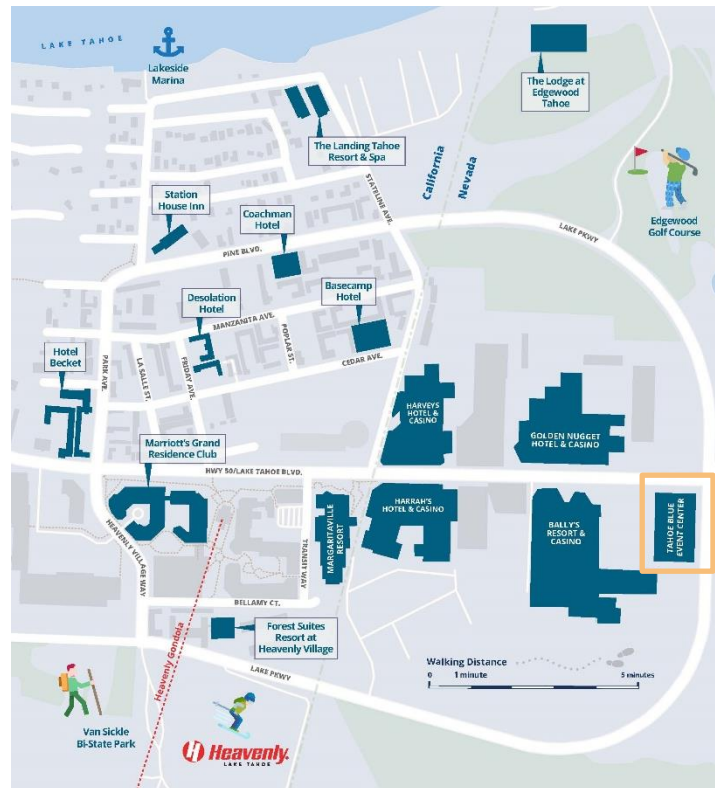 LAKE TAHOE
Lakeside
Marina
The Lodge at
Edgewood
Tahoe
The Landing Tahoe
Resort & Spa
California
Nevada
STATELINE AVE.
Edgewood
Golf Course
Station
House Inn
Coachman
Hotel
LAKE PKWY
PINE BLVD.
Desolation
Hotel
Basecamp
Hotel
MANZANITA AVE.
POPLAR ST.
Hotel
Becket
PARK AVE.
LA SALLE ST.
FRIDAY AVE.
CEDAR AVE.
HARVEY'S
HOTEL &
CASINO
GOLDEN NUGGET
HOTEL & CASINO
Marriott's Grand
Residence Club
HWY 50/LAKE TAHOE BLVD.
HEAVENLY VILLAGE WAY
TRANSIT WAY
MARGARITAVILLE
RESORT
HARRAH'S
HOTEL & CASINO
BALLY'S
RESORT &
CASINO
TAHOE BLUE
EVENT CENTER
BELLAMY CT.
Forest Suites
Resort at
Heavenly Village
Heavenly Gondola
LAKE PKWY
Walking Distance
0 1 minute 5 minutes
Van Sickle
Bi-State Park
H Heavenly.
LAKE TAHOE